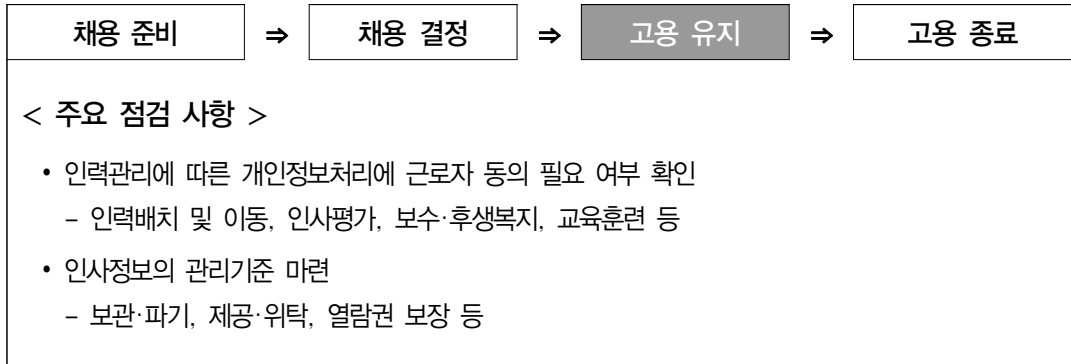 채용 준비 ⇒ 채용 결정 ⇒ 고용 유지 ⇒ 고용 종료
< 주요 점검 사항 >
• 인력관리에 따른 개인정보처리에 근로자 동의 필요 여부 확인
– 인력배치 및 이동, 인사평가, 보수·후생복지, 교육훈련 등
• 인사정보의 관리기준 마련
– 보관·파기, 제공·위탁, 열람권 보장 등